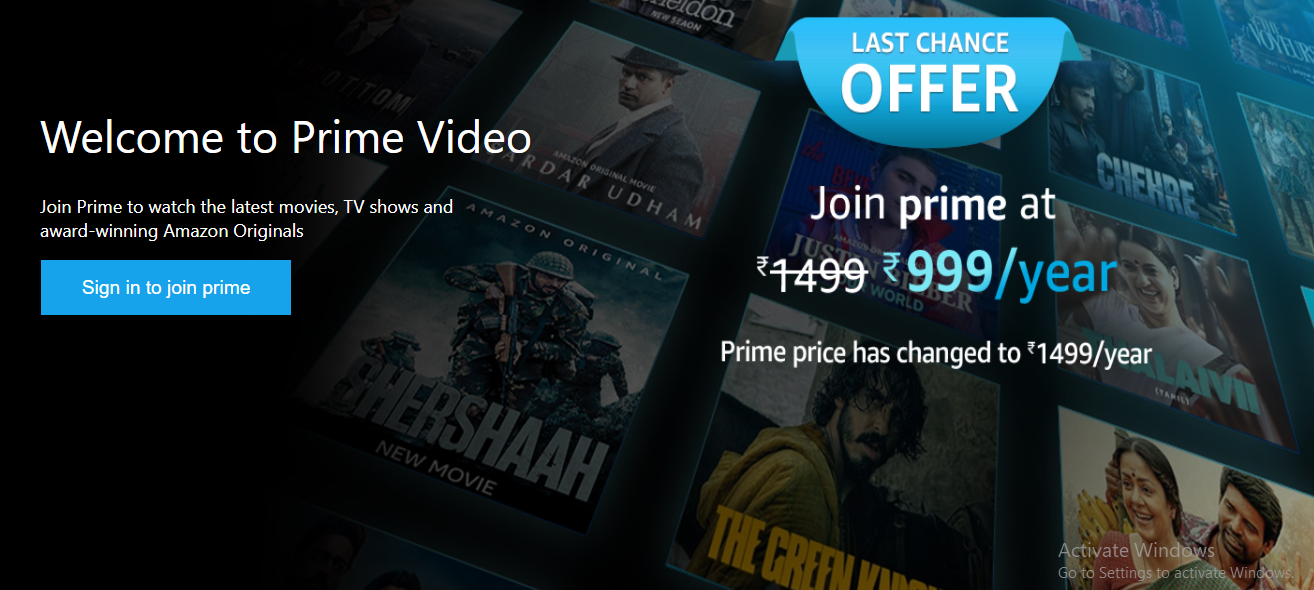 Welcome to Prime Video
Join Prime to watch the latest movies, TV shows and
award-winning Amazon Originals
Sign in to join prime
LAST CHANCE
OFFER
Join prime at
₹1499 ₹999/year
Prime price has changed to ₹1499/year
NEW SEAON
AMAZON ORIGINAL MOVIE
SARDAR UDHAM
AMAZON ORIGINAL
SHERSHAAH
NEW MOVIE
CHEHRE
JUSTIN BIEBER
WORLD
(TAMIL)
THE GREEN
Activate Windows
Go to Settings to activate Windows.